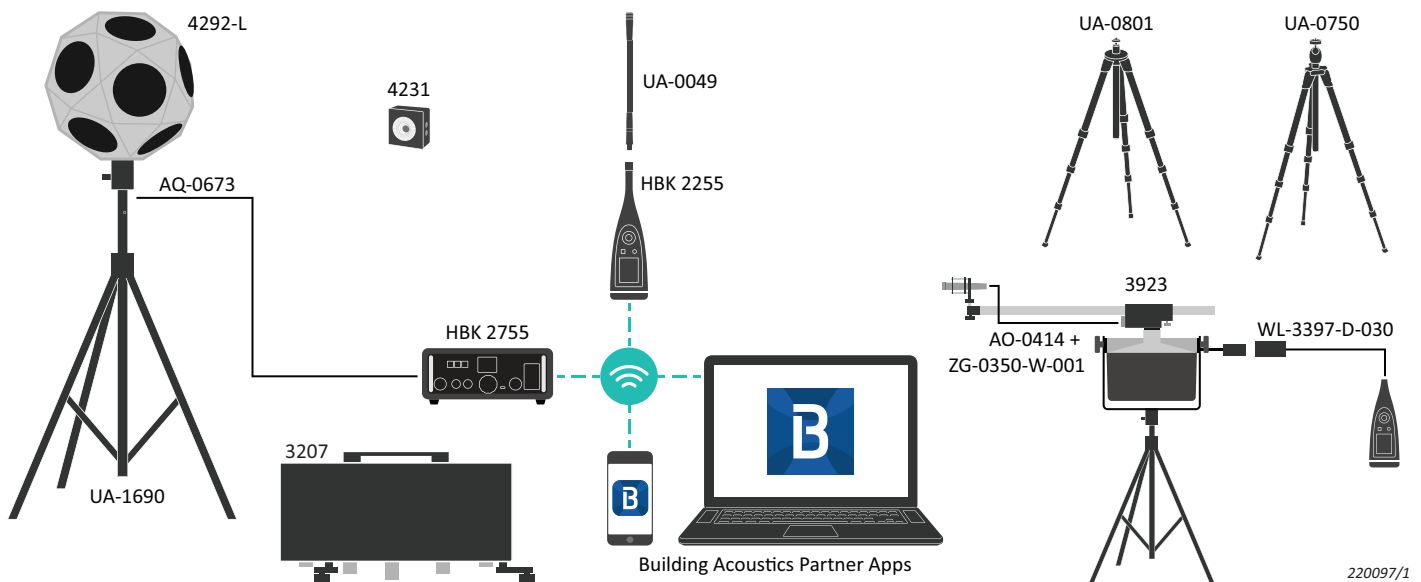 4292-L
UA-0801
UA-0750
4231
UA-0049
AQ-0673
HBK 2255
3923
HBK 2755
AO-0414 +
ZG-0350-W-001
WL-3397-D-030
B
3207
B
UA-1690
Building Acoustics Partner Apps
220097/1